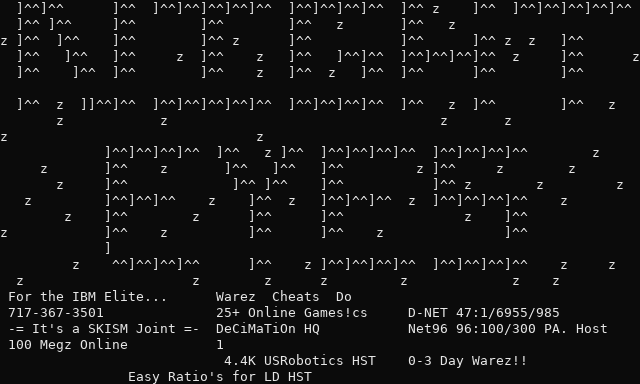 NIGHT
EYES
For the IBM Elite... Warez Cheats Do
717-367-3501 25+ Online Games!cs D-NET 47:1/6955/985
-= It's a SKISM Joint =- DeCiMaTiOn HQ Net96 96:100/300 PA. Host
100 Megz Online 1
4.4K USRobotics HST 0-3 Day Warez!!
Easy Ratio's for LD HST